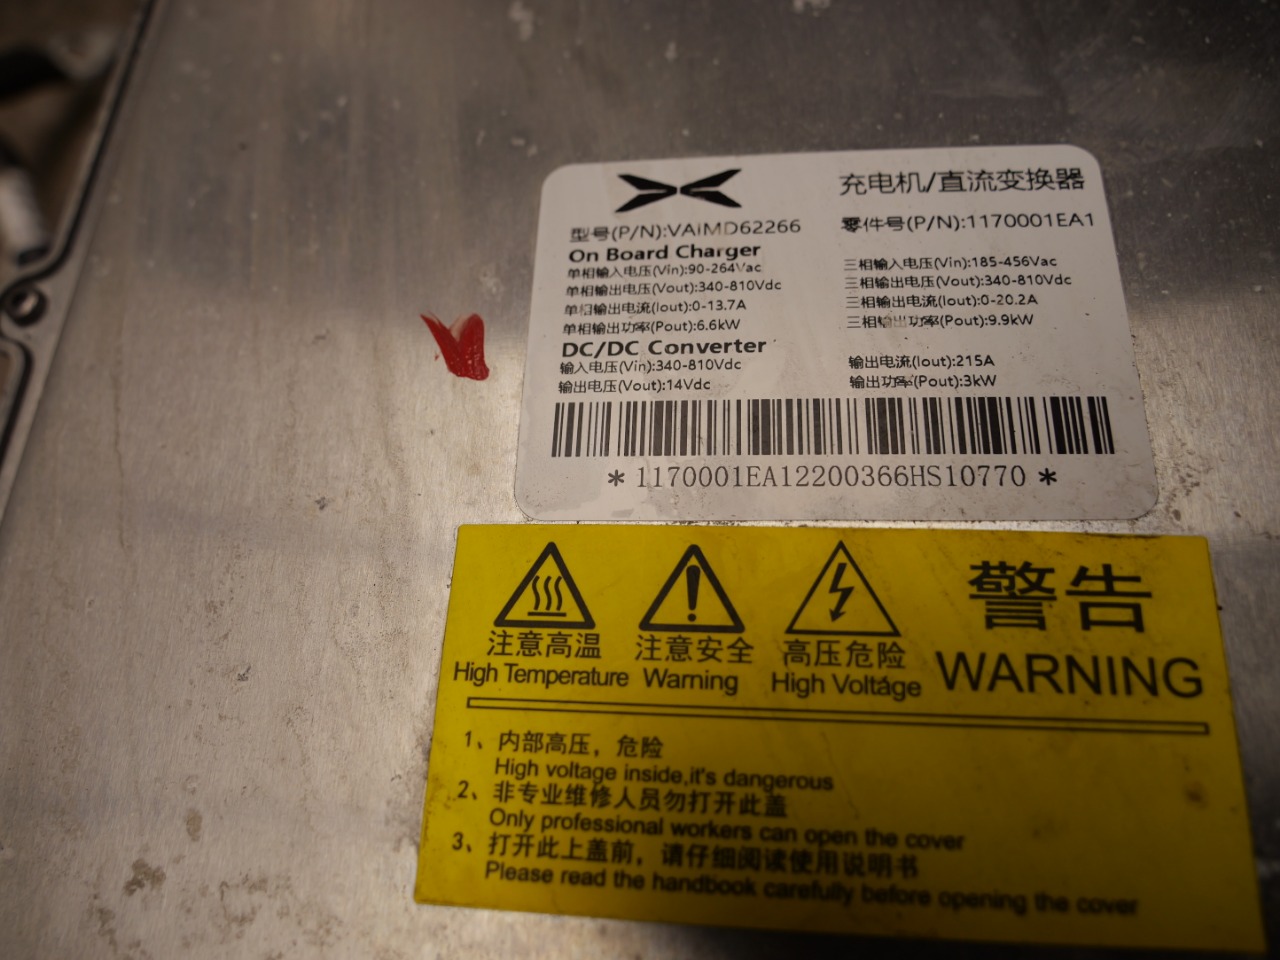 充电机/直流变换器
型号(P/N):VAiMD62266
零件号(P/N):1170001EA1
On Board Charger
单相输入电压(Vin):90-264Vac
三相输入电压(Vin):185-456Vac
单相输出电压(Vout):340-810Vdc
三相输出电压(Vout):340-810Vdc
单相输出电流(Iout):0-13.7A
三相输出电流(Iout):0-20.2A
单相输出功率(Pout):6.6kW
三相输出功率(Pout):9.9kW
DC/DC Converter
输入电压(Vin):340-810Vdc
输出电流(Iout):215A
输出电压(Vout):14Vdc
输出功率(Pout):3kW
* 1170001EA12200366HS10770 *
注意高温
High Temperature
注意安全
Warning
高压危险
High Voltage
警告
WARNING
1、内部高压，危险
High voltage inside,it's dangerous
2、非专业维修人员勿打开此盖
Only professional workers can open the cover
3、打开此上盖前，请仔细阅读使用说明书
Please read the handbook carefully before opening the cover